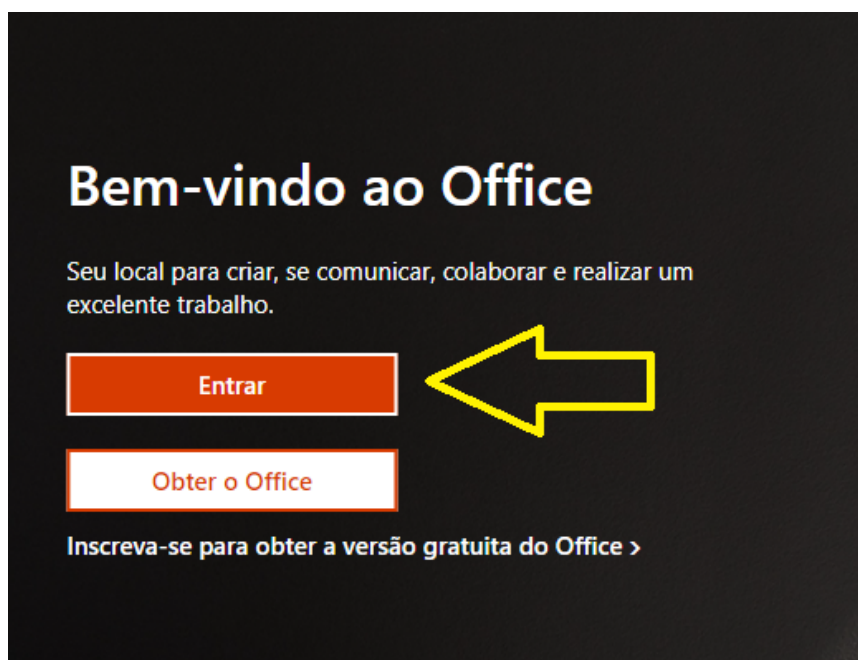 Bem-vindo ao Office
Seu local para criar, se comunicar, colaborar e realizar um
excelente trabalho.
Entrar
Obter o Office
Inscreva-se para obter a versão gratuita do Office >